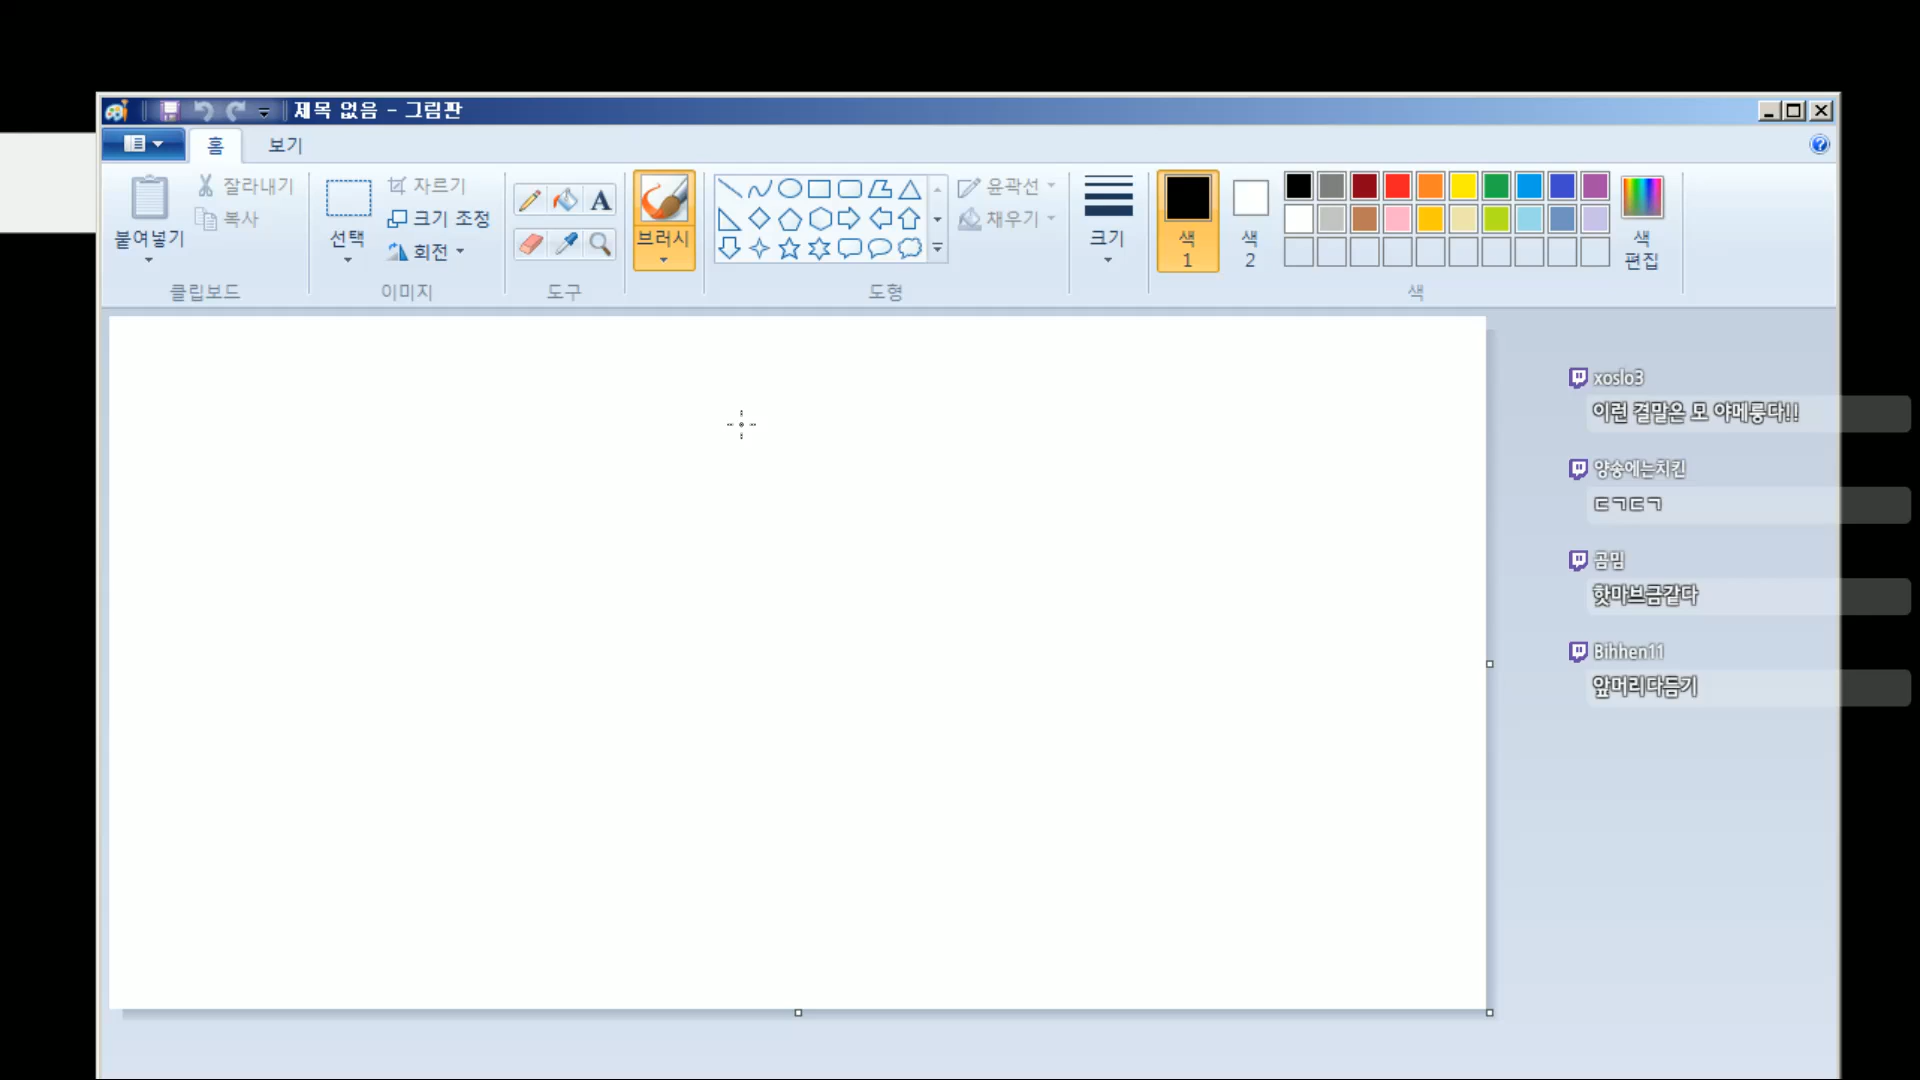 제목 없음 - 그림판
홈
보기
붙여넣기
잘라내기
복사
클립보드
선택
자르기
크기 조정
회전
이미지
A
도구
브러시
윤곽선
채우기
도형
크기
색
1
색
2
색
편집
색
xoslo3
이런 결말은 모 야메룽다!!
양송에는치킨
ㄷㄱㄷㄱ
곰밈
핫마브금같다
Bihhen11
앞머리다듬기